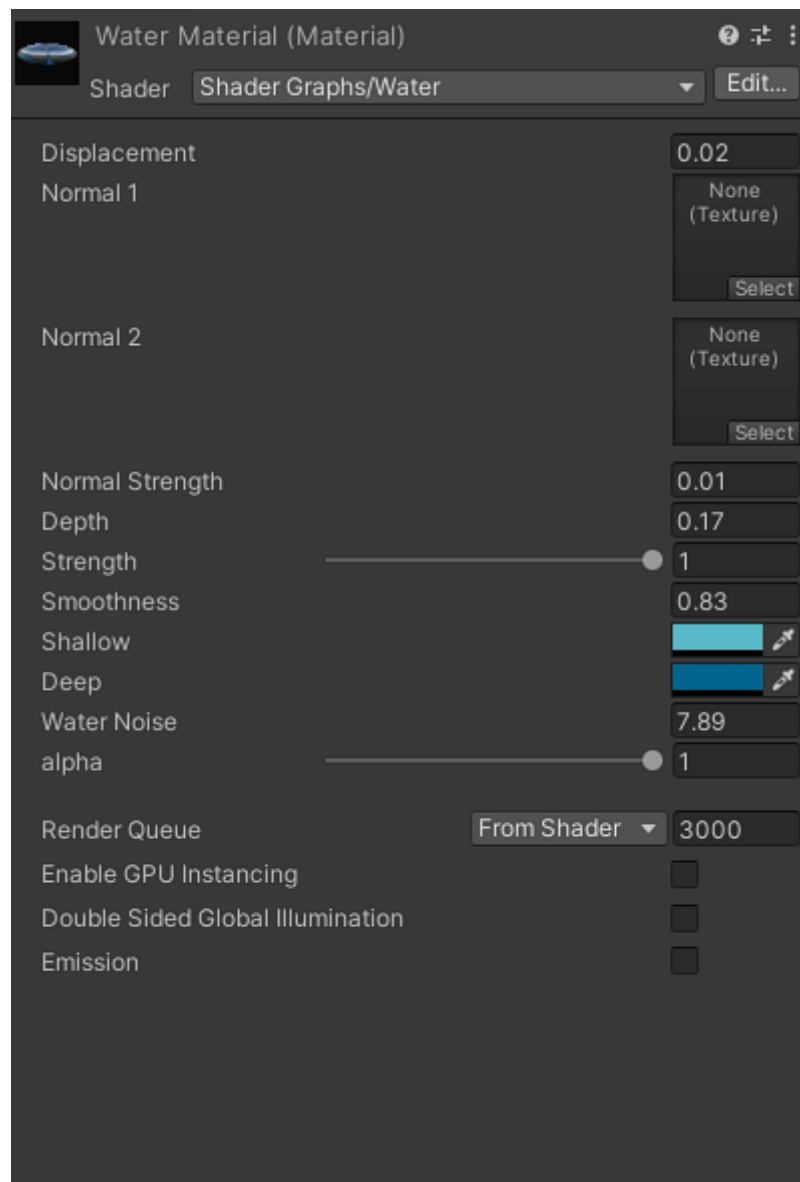 Water Material (Material)
Shader Shader Graphs/Water Edit...
Displacement 0.02
Normal 1 None
(Texture)
Select
Normal 2 None
(Texture)
Select
Normal Strength 0.01
Depth 0.17
Strength 1
Smoothness 0.83
Shallow
Deep
Water Noise 7.89
alpha 1
Render Queue From Shader 3000
Enable GPU Instancing
Double Sided Global Illumination
Emission